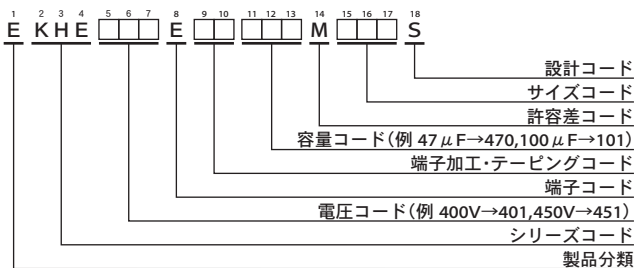 1 2 3 4 5 6 7 8 9 10 11 12 13 14 15 16 17 18
E K H E □□□ E □□ □□□ M □□□ S
設計コード
サイズコード
許容差コード
容量コード(例 47μF→470,100μF→101)
端子加工・テーピングコード
端子コード
電圧コード(例 400V→401,450V→451)
シリーズコード
製品分類